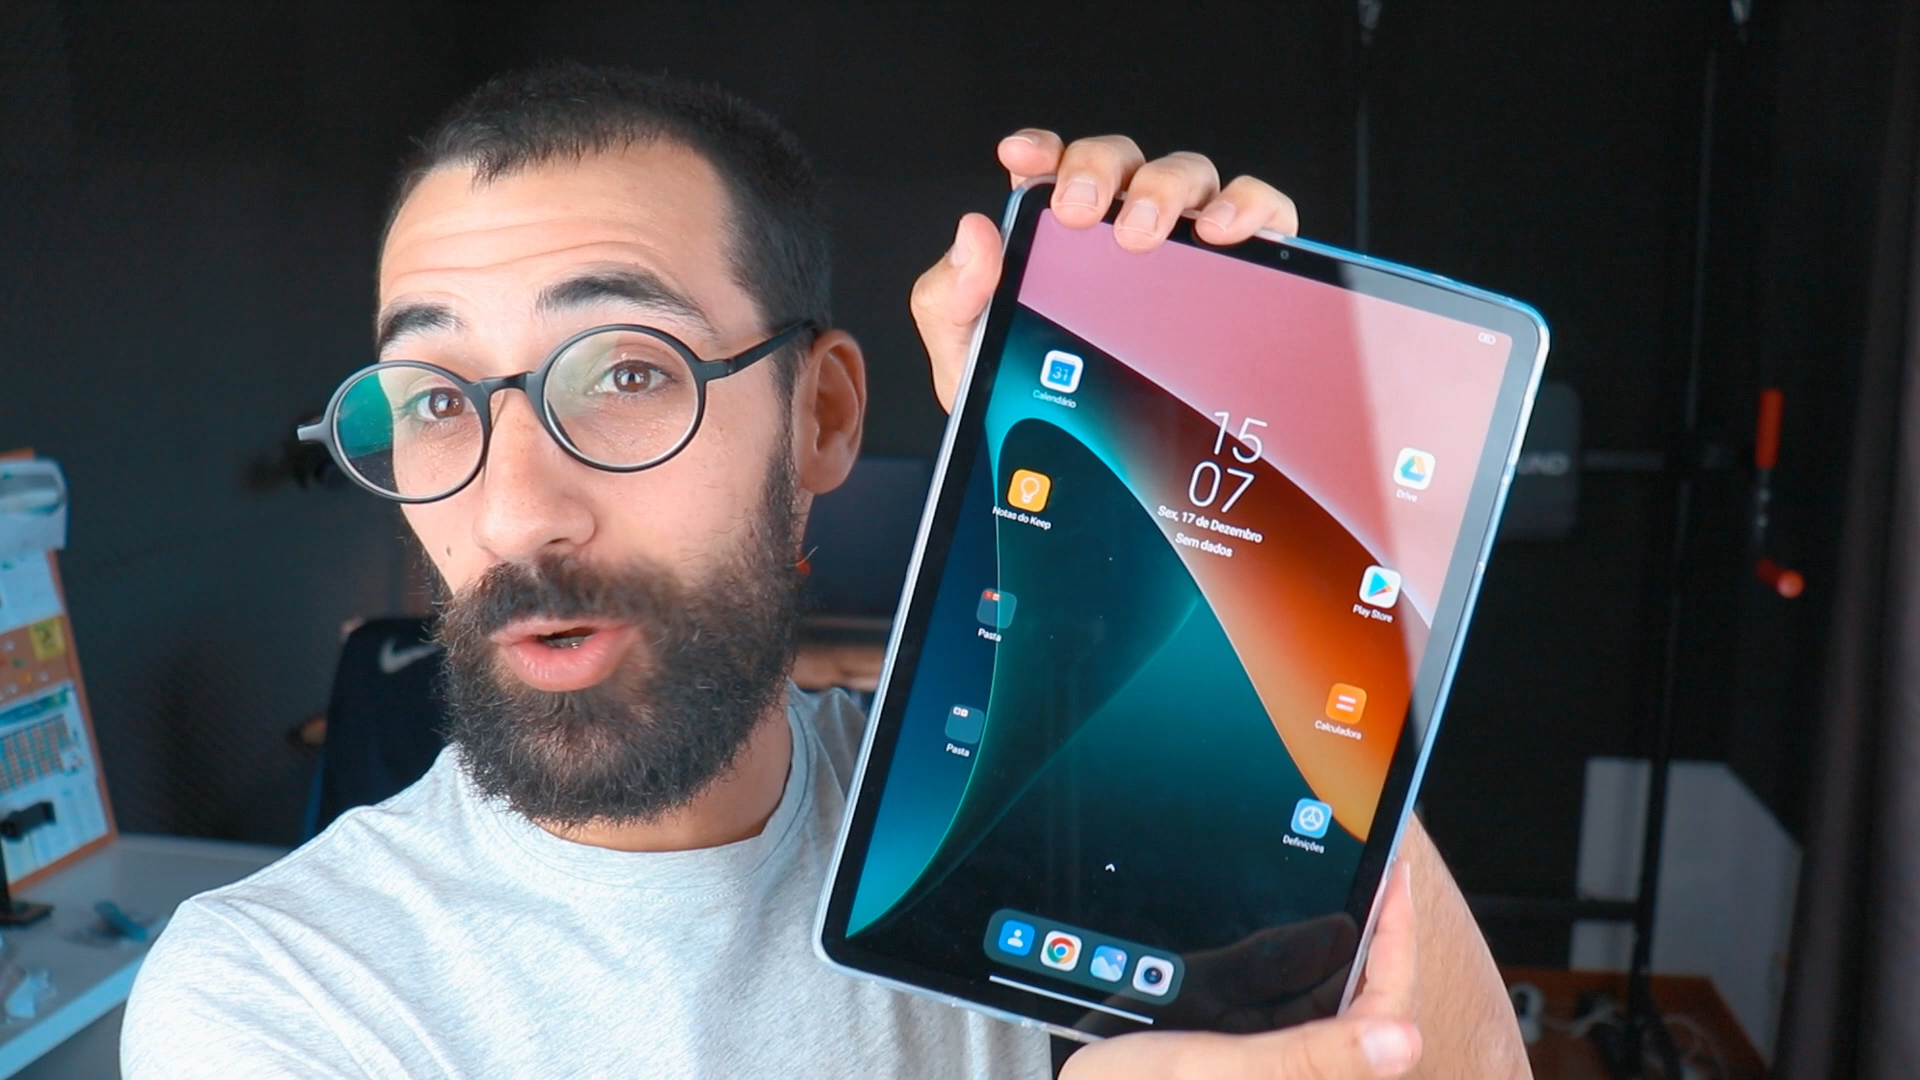 31
Calendário
15
07
Sex, 17 de Dezembro
Sem dados
Drive
Notas do Keep
Play Store
Pasta
Calculadora
Pasta
Definições